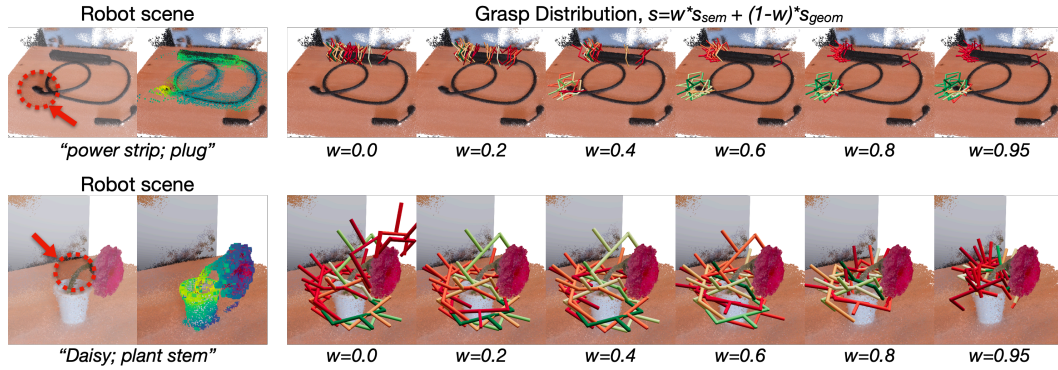 Robot scene
Grasp Distribution, s=w*s_sem + (1-w)*s_geom
"power strip; plug"
w=0.0 w=0.2 w=0.4 w=0.6 w=0.8 w=0.95
Robot scene
"Daisy; plant stem"
w=0.0 w=0.2 w=0.4 w=0.6 w=0.8 w=0.95